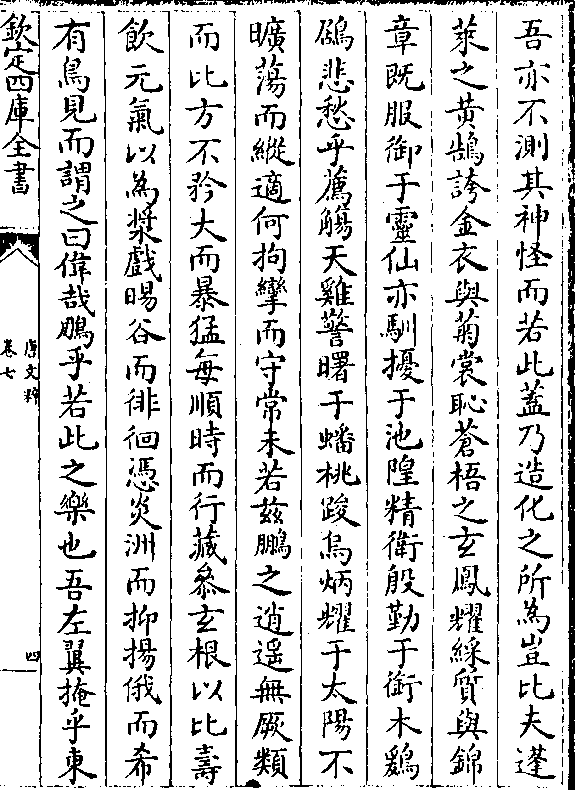 吾亦不測其神怪而若此蓋乃造化之所為豈比夫蓬
萊之黄鵠誇金衣與菊裳恥蒼梧之玄鳳耀綵質與錦
章既服御于靈仙亦馴擾于池隍精衛殷勤于銜木鷄
鶋悲愁乎薦觴天雞警曙于蟠桃踆烏炳耀于太陽不
曠蕩而縱適何拘攣而守常未若兹鵬之逍遥無厥類
而比方不矜大而暴猛每順時而行藏叅玄根以比壽
飲元氣以為漿戲暘谷而徘徊憑炎洲而抑揚俄而希
有鳥見而謂之曰偉哉鵬乎若此之樂也吾左翼掩乎東
欽定四庫全書
唐文粹
卷七
四